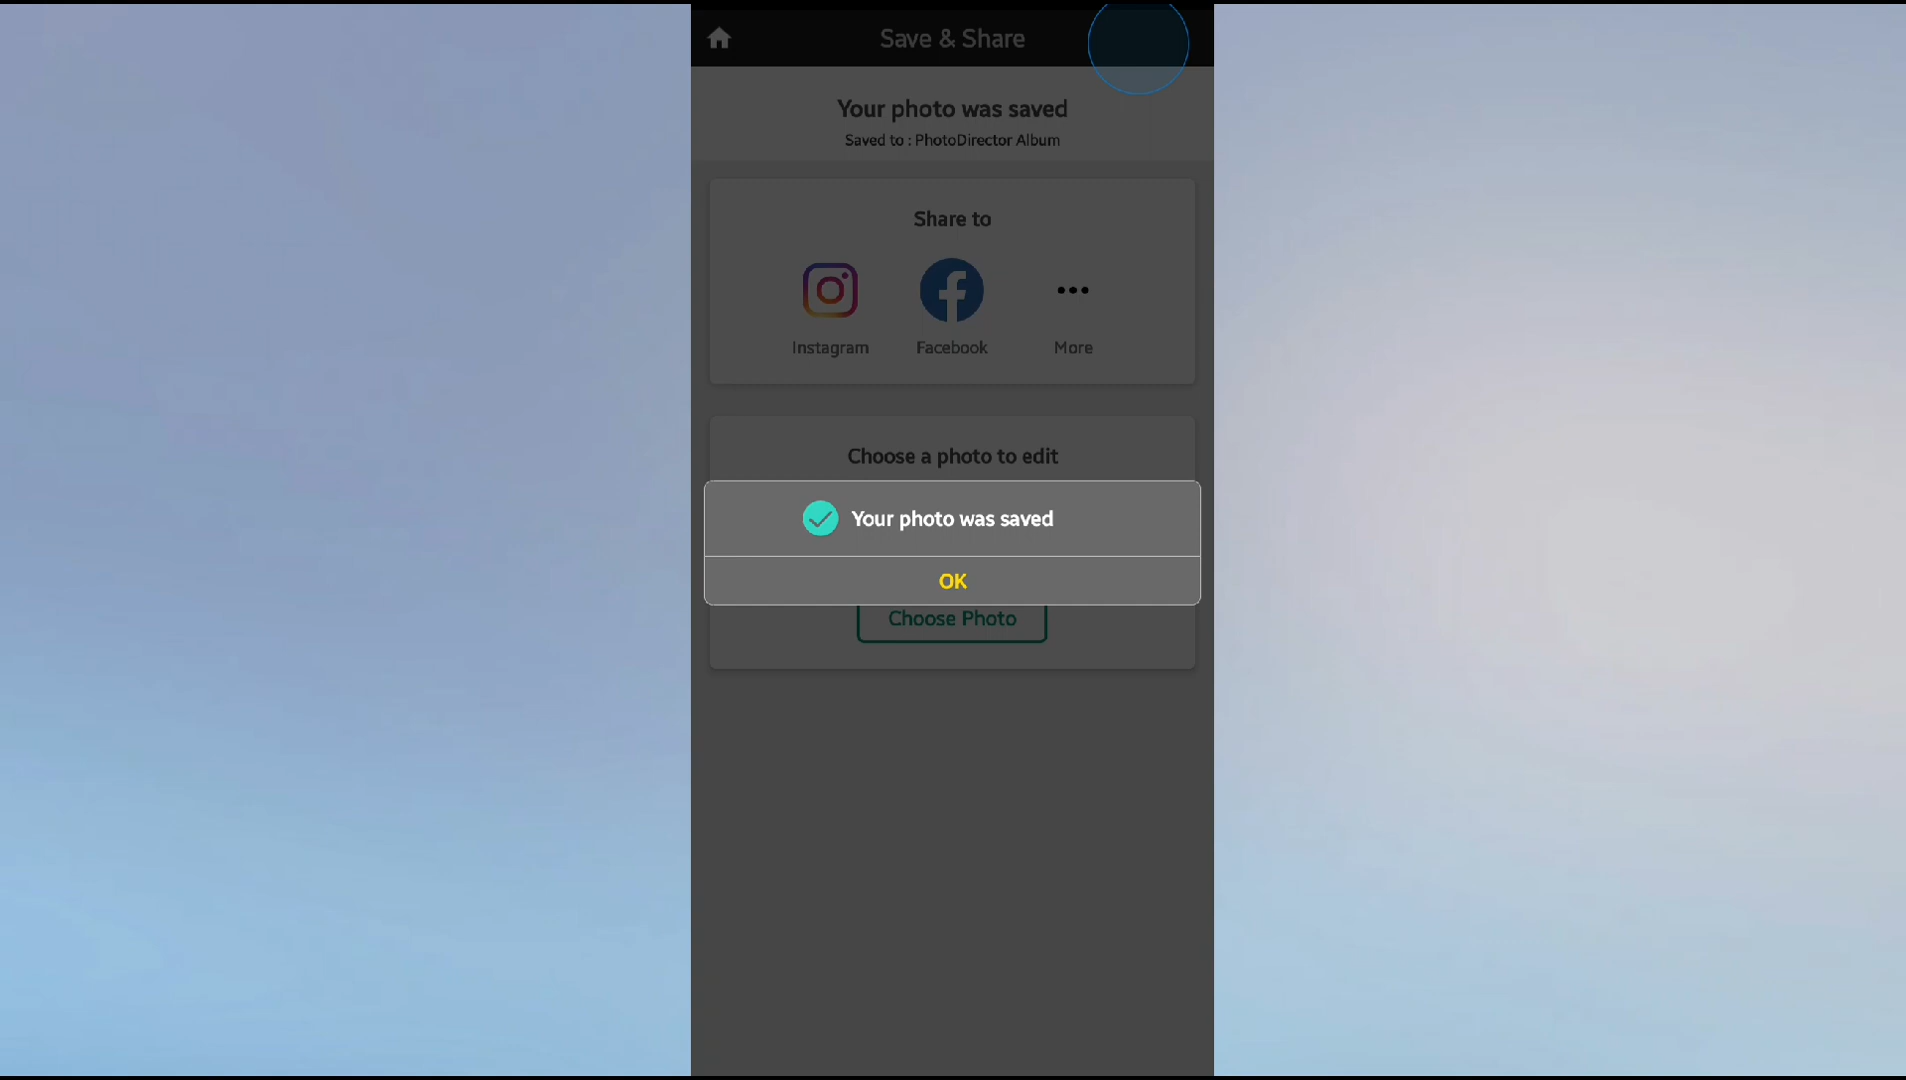 Save & Share
Your photo was saved
Saved to : PhotoDirector Album
Share to
Instagram
Facebook
More
Choose a photo to edit
Your photo was saved
OK
Choose Photo